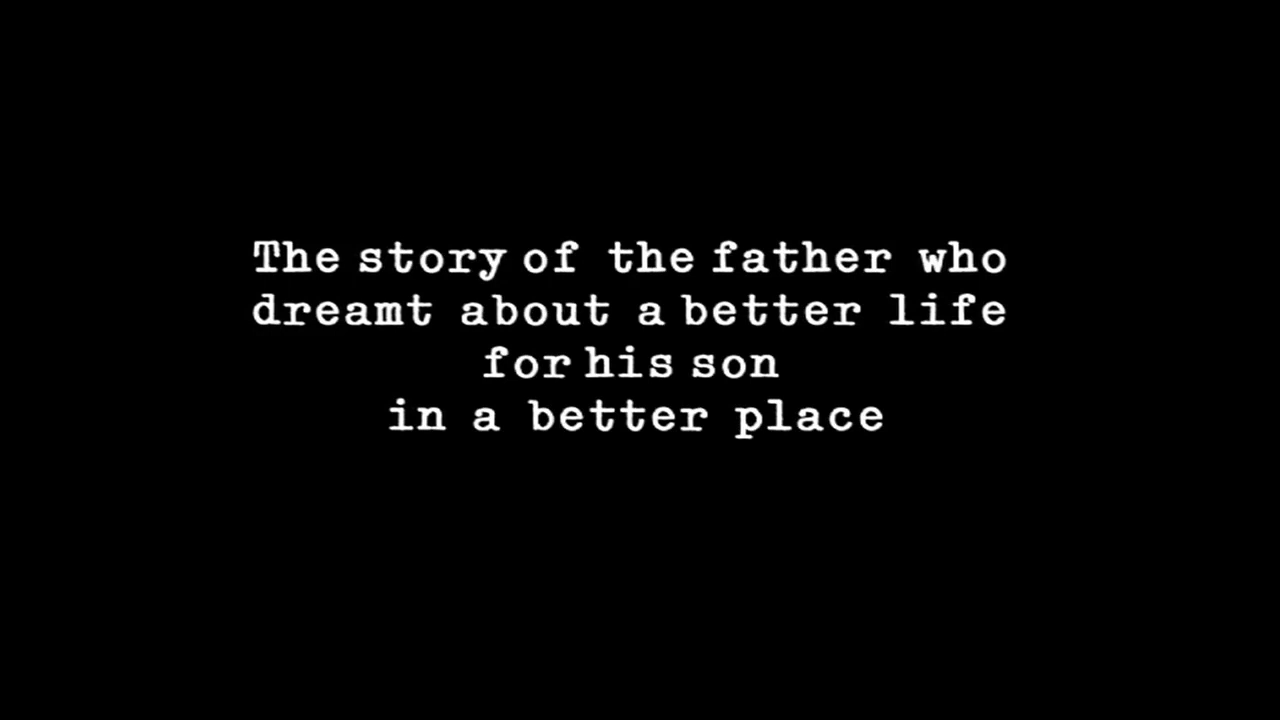 The story of the father who
dreamt about a better life
for his son
in a better place